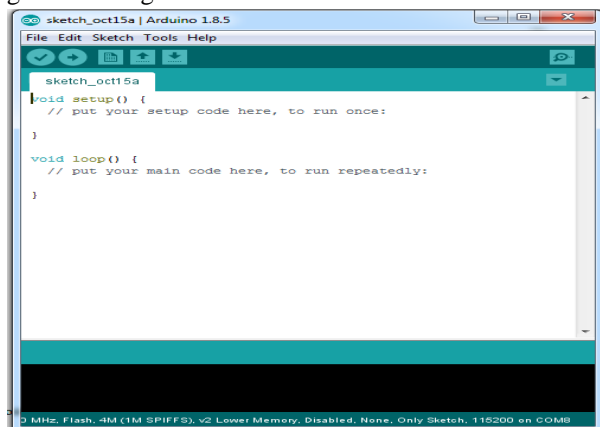 sketch_oct15a | Arduino 1.8.5
File Edit Sketch Tools Help
sketch_oct15a
void setup() {
// put your setup code here, to run once:
}
void loop() {
// put your main code here, to run repeatedly:
}
MHz, Flash, 4M (1M SPIFFS), v2 Lower Memory, Disabled, None, Only Sketch, 115200 on COM8